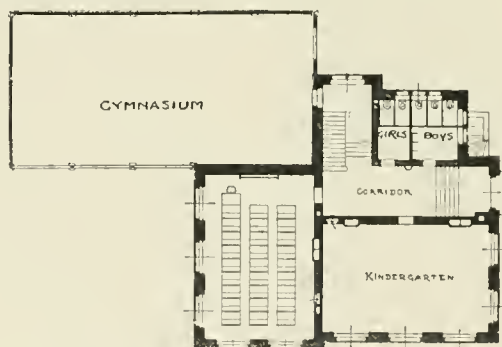 GYMNASIUM
GIRLS
BOYS
CORRIDOR
KINDERGARTEN